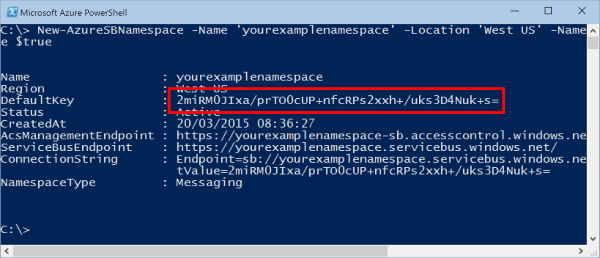 Microsoft Azure PowerShell
C:\> New-AzureSBNamespace -Name 'yourexamplenamespace' -Location 'West US' -Name
e $true
Name : yourexamplenamespace
Region : West US
DefaultKey : 2miRM0JIxa/prTO0cUP+nfcRPs2xxh+/uks3D4Nuk+s=
Status : Active
CreatedAt : 20/03/2015 08:36:27
AcsManagementEndpoint : https://yourexamplenamespace-sb.accesscontrol.windows.ne
ServiceBusEndpoint : https://yourexamplenamespace.servicebus.windows.net/
ConnectionString : Endpoint=sb://yourexamplenamespace.servicebus.windows.ne
tValue=2miRM0JIxa/prTO0cUP+nfcRPs2xxh+/uks3D4Nuk+s=
NamespaceType : Messaging
C:\>